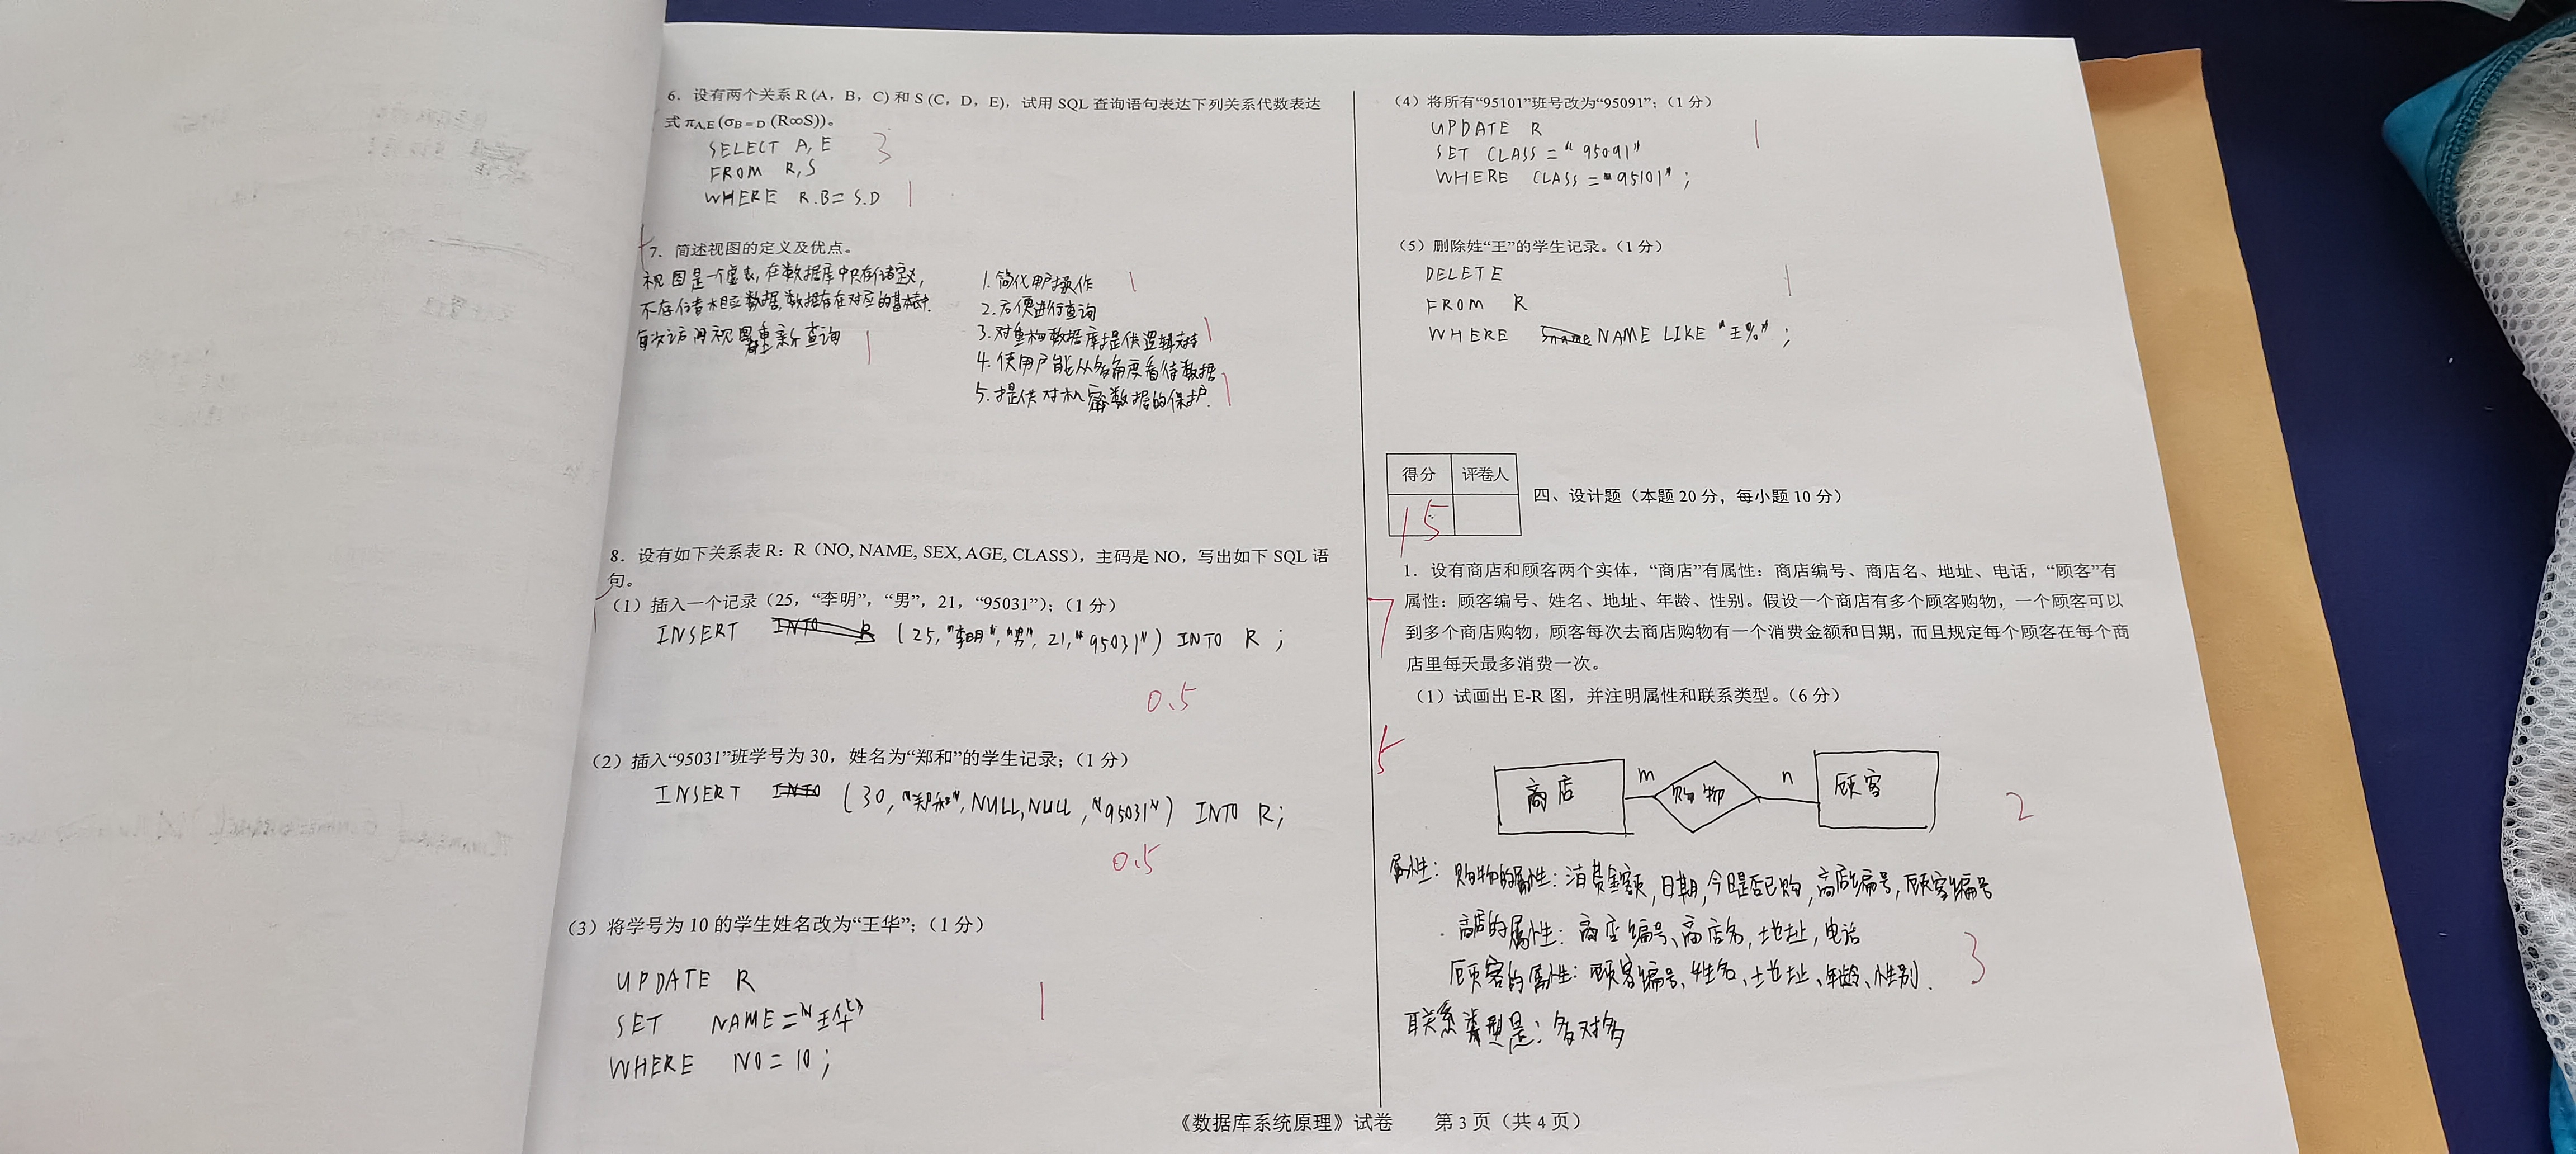 6. 设有两个关系 R (A, B, C) 和 S (C, D, E)，试用 SQL 查询语句表达下列关系代数表达
式 πA,E (σB=D (R∞S))。
SELECT A, E
3
FROM R, S
WHERE R.B = S.D
1
7. 简述视图的定义及优点。
视图是一个虚表, 在数据库中只存储定义,
不存储相应数据, 数据存在对应的基表中.
每次访问视图重新查询
1
1. 简化用户操作
1
2. 方便进行查询
3. 对重构数据库提供逻辑支持
1
4. 使用户能从多角度看待数据
5. 提供对机密数据的保护.
1
8. 设有如下关系表 R: R (NO, NAME, SEX, AGE, CLASS)，主码是 NO，写出如下 SQL 语
句。
(1) 插入一个记录 (25, “李明”, “男”, 21, “95031”)；(1 分)
INSERT INTO R (25, "李明", "男", 21, "95031") INTO R ;
0.5
(2) 插入“95031”班学号为 30，姓名为“郑和”的学生记录；(1 分)
INSERT INTO (30, "郑和", NULL, NULL, "95031") INTO R;
0.5
(3) 将学号为 10 的学生姓名改为“王华”；(1 分)
UPDATE R
SET NAME = "王华"
1
WHERE NO = 10 ;
(4) 将所有“95101”班号改为“95091”；(1 分)
UPDATE R
1
SET CLASS = "95091"
WHERE CLASS = "95101" ;
(5) 删除姓“王”的学生记录。(1 分)
DELETE
1
FROM R
WHERE Sname NAME LIKE "王%" ;
得分 评卷人
15
四、设计题（本题 20 分，每小题 10 分）
1. 设有商店和顾客两个实体，“商店”有属性：商店编号、商店名、地址、电话，“顾客”有
7
属性：顾客编号、姓名、地址、年龄、性别。假设一个商店有多个顾客购物，一个顾客可以
到多个商店购物，顾客每次去商店购物有一个消费金额和日期，而且规定每个顾客在每个商
店里每天最多消费一次。
(1) 试画出 E-R 图，并注明属性和联系类型。(6 分)
5
商店 m 购物 n 顾客
2
属性: 购物的属性: 消费金额, 日期, 今日是否已购, 商店编号, 顾客编号
商店的属性: 商店编号、商店名, 地址, 电话
顾客的属性: 顾客编号、姓名、地址、年龄、性别.
3
联系类型是: 多对多
《数据库系统原理》试卷 第 3 页（共 4 页）